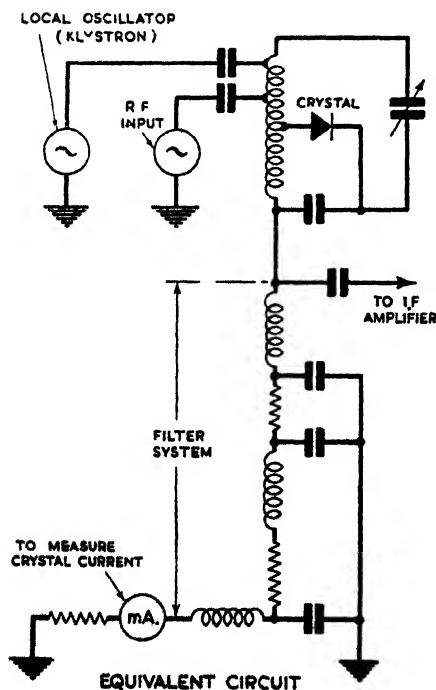 LOCAL OSCILLATOR
(KLYSTRON)
R F
INPUT
CRYSTAL
TO I.F
AMPLIFIER
FILTER
SYSTEM
TO MEASURE
CRYSTAL CURRENT
mA.
EQUIVALENT CIRCUIT